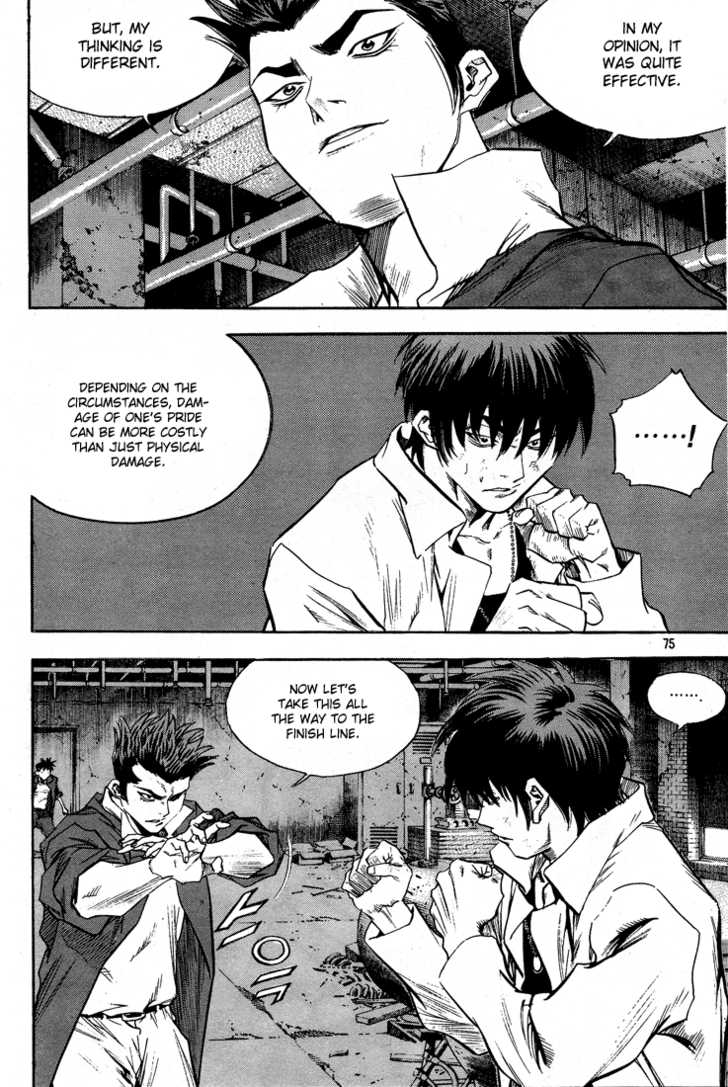 BUT, MY
THINKING IS
DIFFERENT.
IN MY
OPINION, IT
WAS QUITE
EFFECTIVE.
DEPENDING ON THE
CIRCUMSTANCES, DAM-
AGE OF ONE'S PRIDE
CAN BE MORE COSTLY
THAN JUST PHYSICAL
DAMAGE.
......!
75
NOW LET'S
TAKE THIS ALL
THE WAY TO THE
FINISH LINE.
......